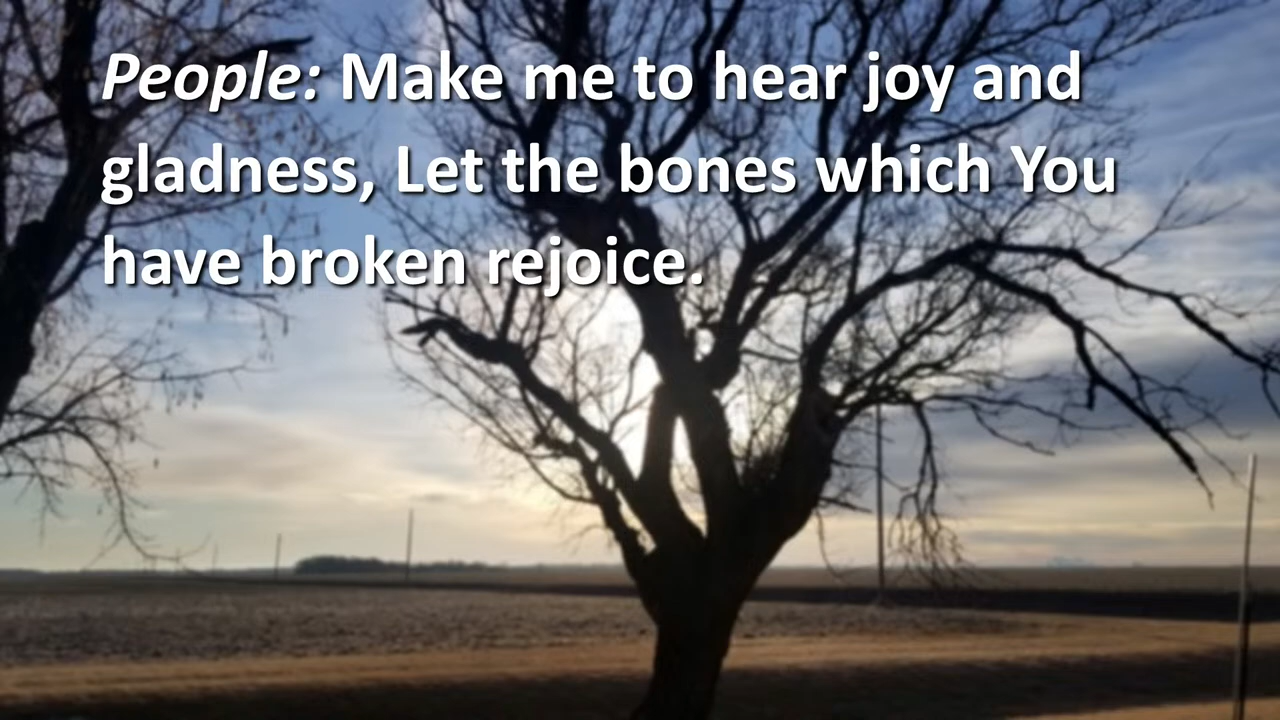 People: Make me to hear joy and
gladness, Let the bones which You
have broken rejoice.